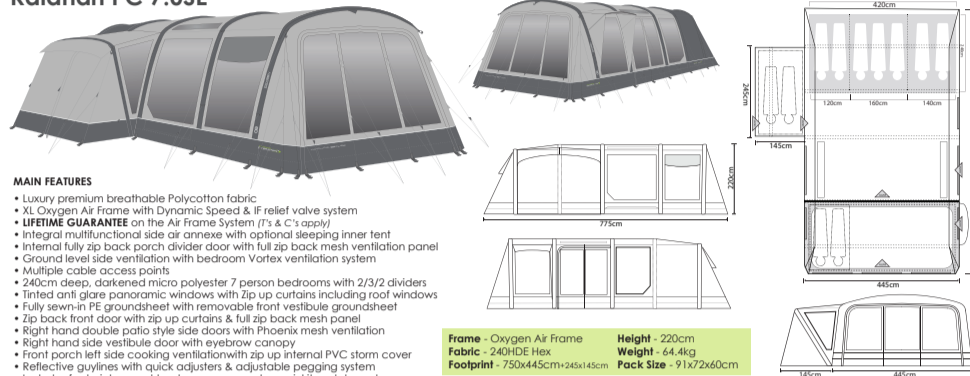 Kalahari PC 7.0SE
MAIN FEATURES
• Luxury premium breathable Polycotton fabric
• XL Oxygen Air Frame with Dynamic Speed & IF relief valve system
• LIFETIME GUARANTEE on the Air Frame System (T's & C's apply)
• Integral multifunctional side air annexe with optional sleeping inner tent
• Internal fully zip back porch divider door with full zip back mesh ventilation panel
• Ground level side ventilation with bedroom Vortex ventilation system
• Multiple cable access points
• 240cm deep, darkened micro polyester 7 person bedrooms with 2/3/2 dividers
• Tinted anti glare panoramic windows with Zip up curtains including roof windows
• Fully sewn-in PE groundsheet with removable front vestibule groundsheet
• Zip back front door with zip up curtains & full zip back mesh panel
• Right hand double patio style side doors with Phoenix mesh ventilation
• Right hand side vestibule door with eyebrow canopy
• Front porch left side cooking ventilationwith zip up internal PVC storm cover
• Reflective guylines with quick adjusters & adjustable pegging system
220cm
775cm
Frame - Oxygen Air Frame
Fabric - 240HDE Hex
Footprint - 750x445cm+245x145cm
Height - 220cm
Weight - 64.4kg
Pack Size - 91x72x60cm
420cm
245cm
120cm
160cm
140cm
145cm
445cm
145cm
445cm